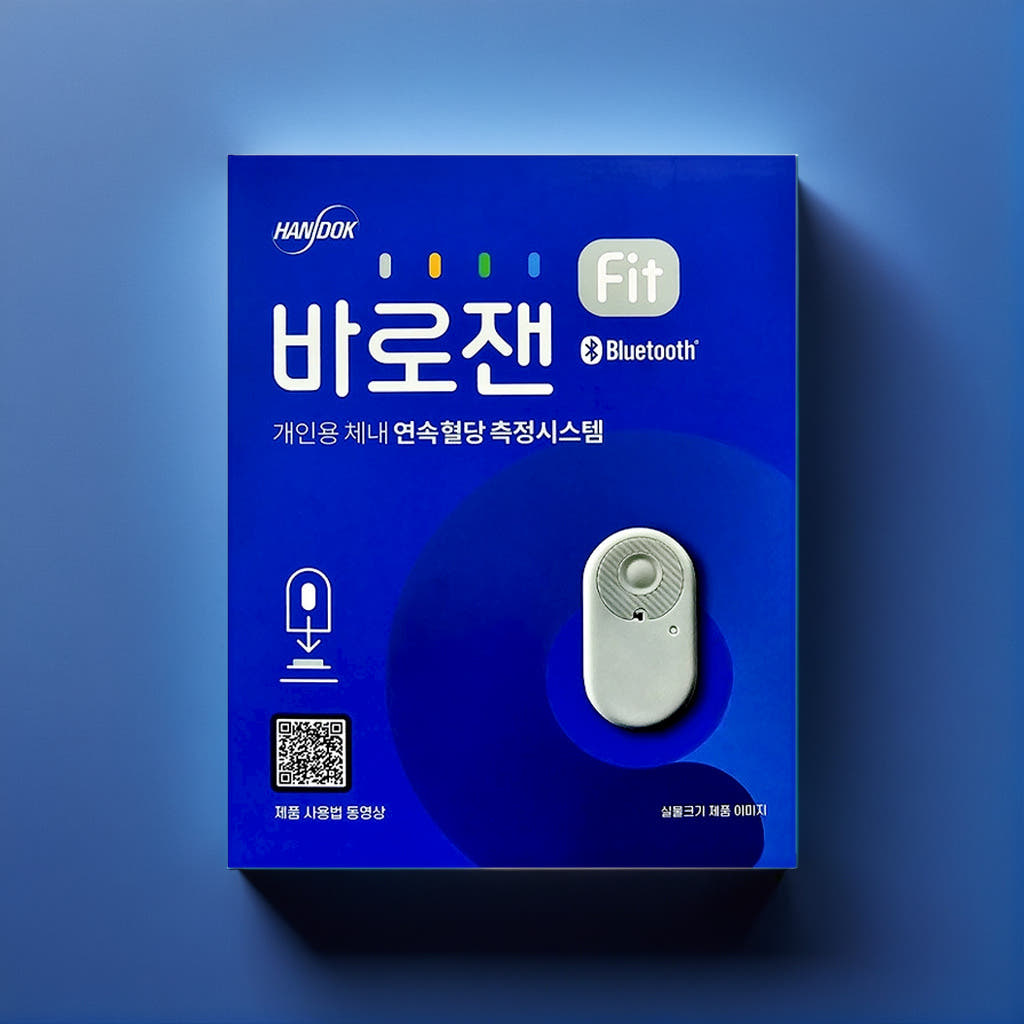 HANDOK
Fit
바로잰
Bluetooth®
개인용 체내 연속혈당 측정시스템
제품 사용법 동영상
실물크기 제품 이미지